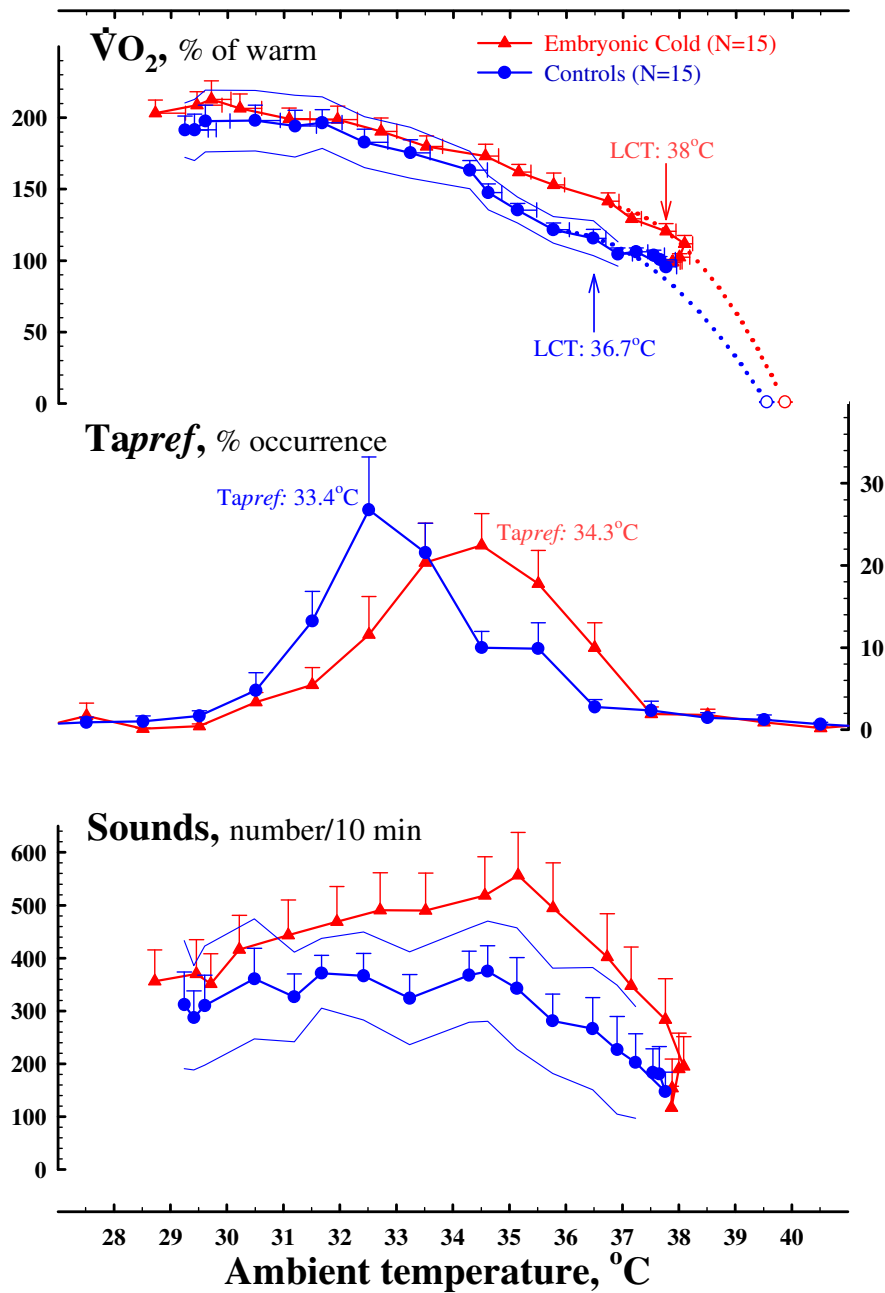 V̇O₂, % of warm
Embryonic Cold (N=15)
Controls (N=15)
200
150
100
50
0
LCT: 38°C
LCT: 36.7°C
Tapref, % occurrence
Tapref: 33.4°C
Tapref: 34.3°C
30
20
10
0
Sounds, number/10 min
600
500
400
300
200
100
0
28 29 30 31 32 33 34 35 36 37 38 39 40
Ambient temperature, °C